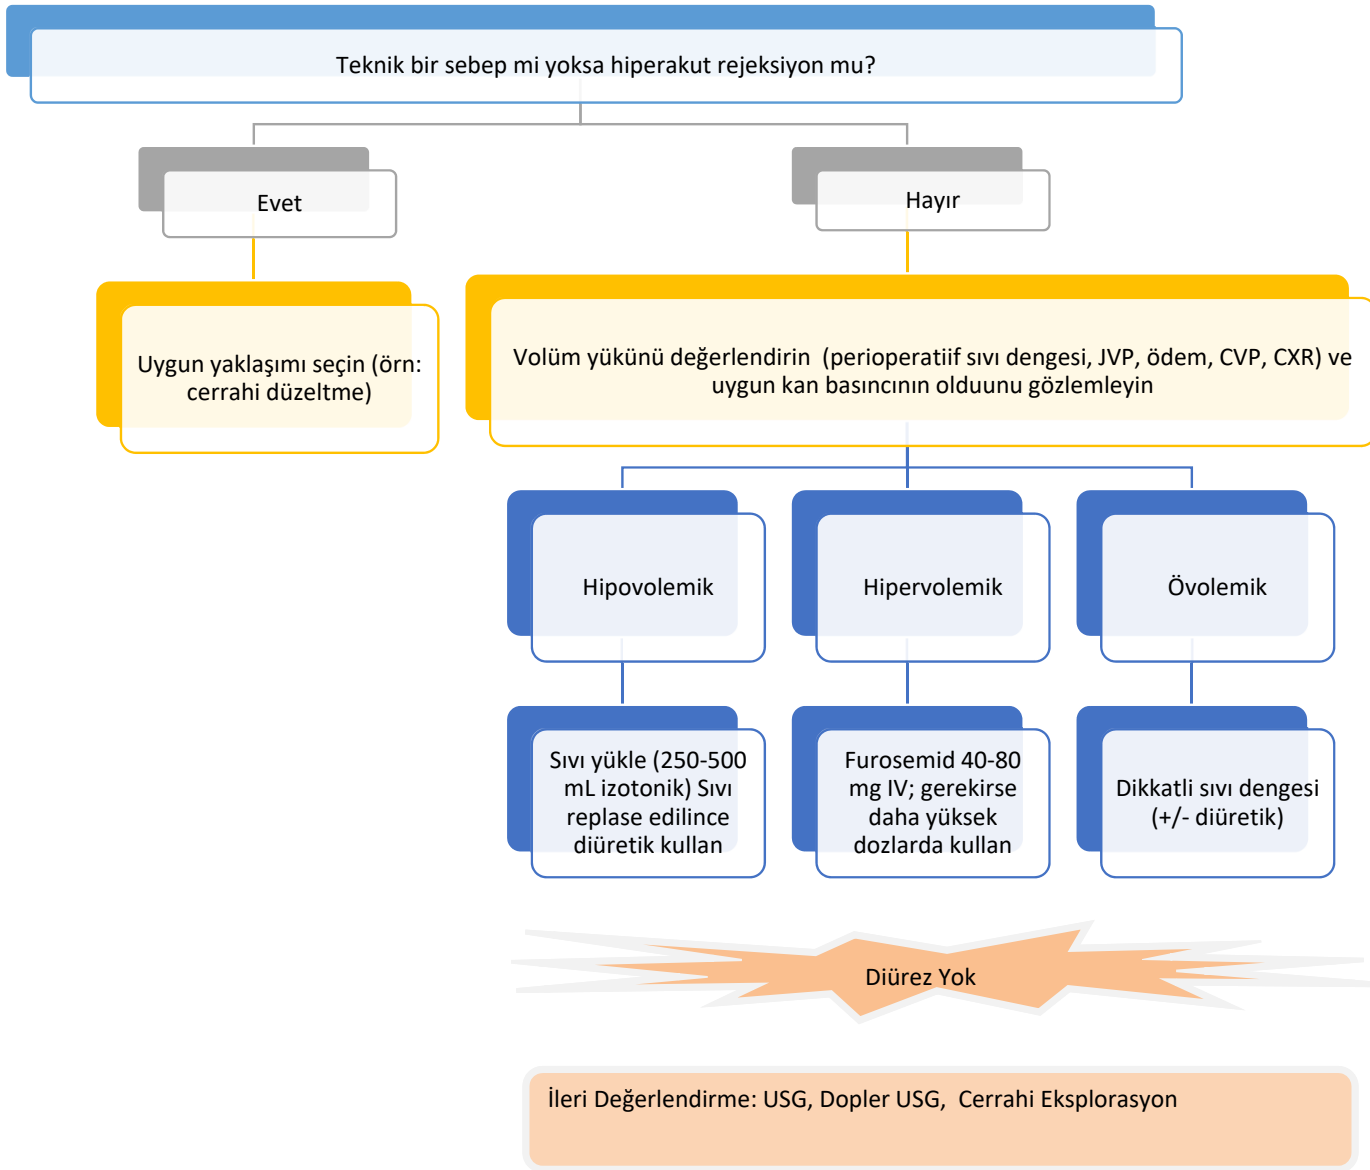 Teknik bir sebep mi yoksa hiperakut rejeksiyon mu?
Evet
Hayır
Uygun yaklaşımı seçin (örn:
cerrahi düzeltme)
Volüm yükünü değerlendirin (perioperatiif sıvı dengesi, JVP, ödem, CVP, CXR) ve
uygun kan basıncının olduunu gözlemleyin
Hipovolemik
Hipervolemik
Övolemik
Sıvı yükle (250-500
mL izotonik) Sıvı
replase edilince
diüretik kullan
Furosemid 40-80
mg IV; gerekirse
daha yüksek
dozlarda kullan
Dikkatli sıvı dengesi
(+/- diüretik)
Diürez Yok
İleri Değerlendirme: USG, Dopler USG, Cerrahi Eksplorasyon